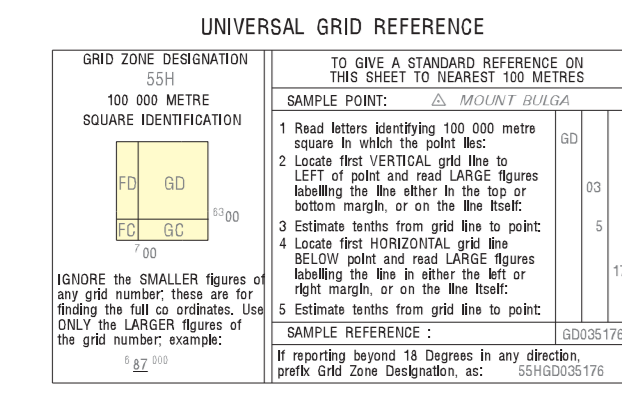 UNIVERSAL GRID REFERENCE
GRID ZONE DESIGNATION
55H
100 000 METRE
SQUARE IDENTIFICATION
FD GD
FC GC
6300
700
IGNORE the SMALLER figures of
any grid number; these are for
finding the full co ordinates. Use
ONLY the LARGER figures of
the grid number; example:
6 87 000
TO GIVE A STANDARD REFERENCE ON
THIS SHEET TO NEAREST 100 METRES
SAMPLE POINT: MOUNT BULGA
1 Read letters identifying 100 000 metre
square in which the point lies:
GD
2 Locate first VERTICAL grid line to
LEFT of point and read LARGE figures
labelling the line either in the top or
bottom margin, or on the line itself:
03
3 Estimate tenths from grid line to point:
5
4 Locate first HORIZONTAL grid line
BELOW point and read LARGE figures
labelling the line in either the left or
right margin, or on the line itself:
17
5 Estimate tenths from grid line to point:
SAMPLE REFERENCE : GD035176
If reporting beyond 18 Degrees in any direction,
prefix Grid Zone Designation, as: 55HGD035176